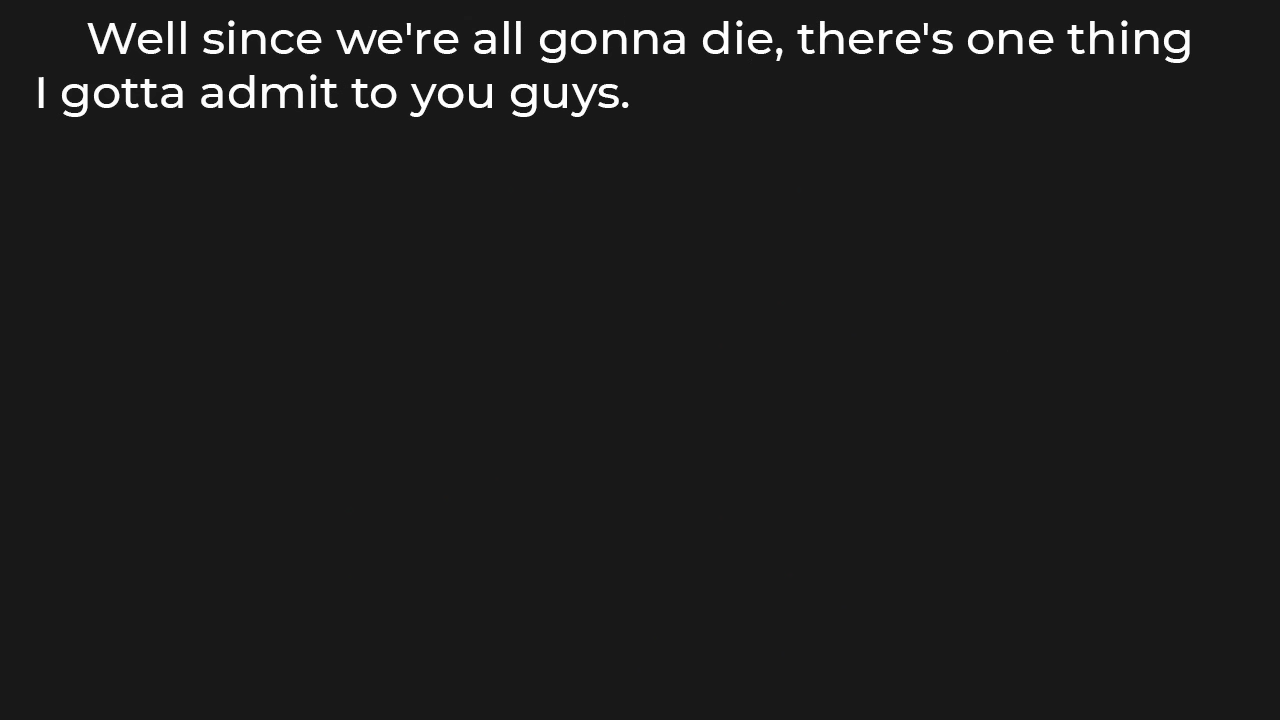 Well since we're all gonna die, there's one thing
I gotta admit to you guys.